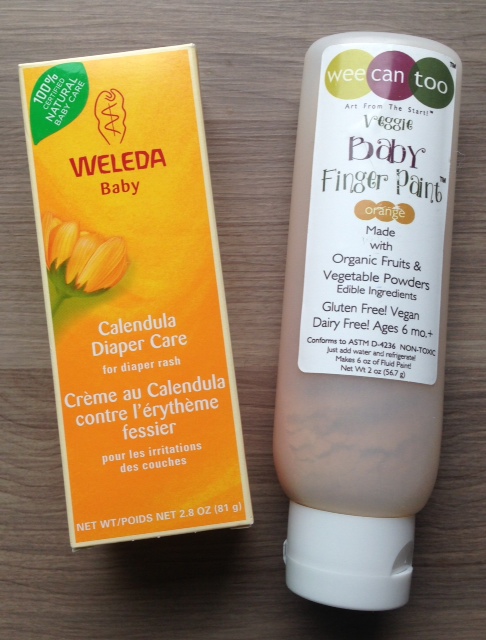 100%
CERTIFIED
NATURAL
BABY CARE
WELEDA
Baby
Calendula
Diaper Care
for diaper rash
Crème au Calendula
contre l'érythème
fessier
pour les irritations
des couches
NET WT/POIDS NET 2.8 OZ (81 g)
wee can too™
Art From The Start!™
Veggie
Baby
Finger Paint™
orange
Made
with
Organic Fruits &
Vegetable Powders
Edible Ingredients
Gluten Free! Vegan
Dairy Free! Ages 6 mo.+
Conforms to ASTM D-4236 NON-TOXIC
Just add water and refrigerate!
Makes 6 oz of Fluid Paint!
Net Wt 2 oz (56.7 g)